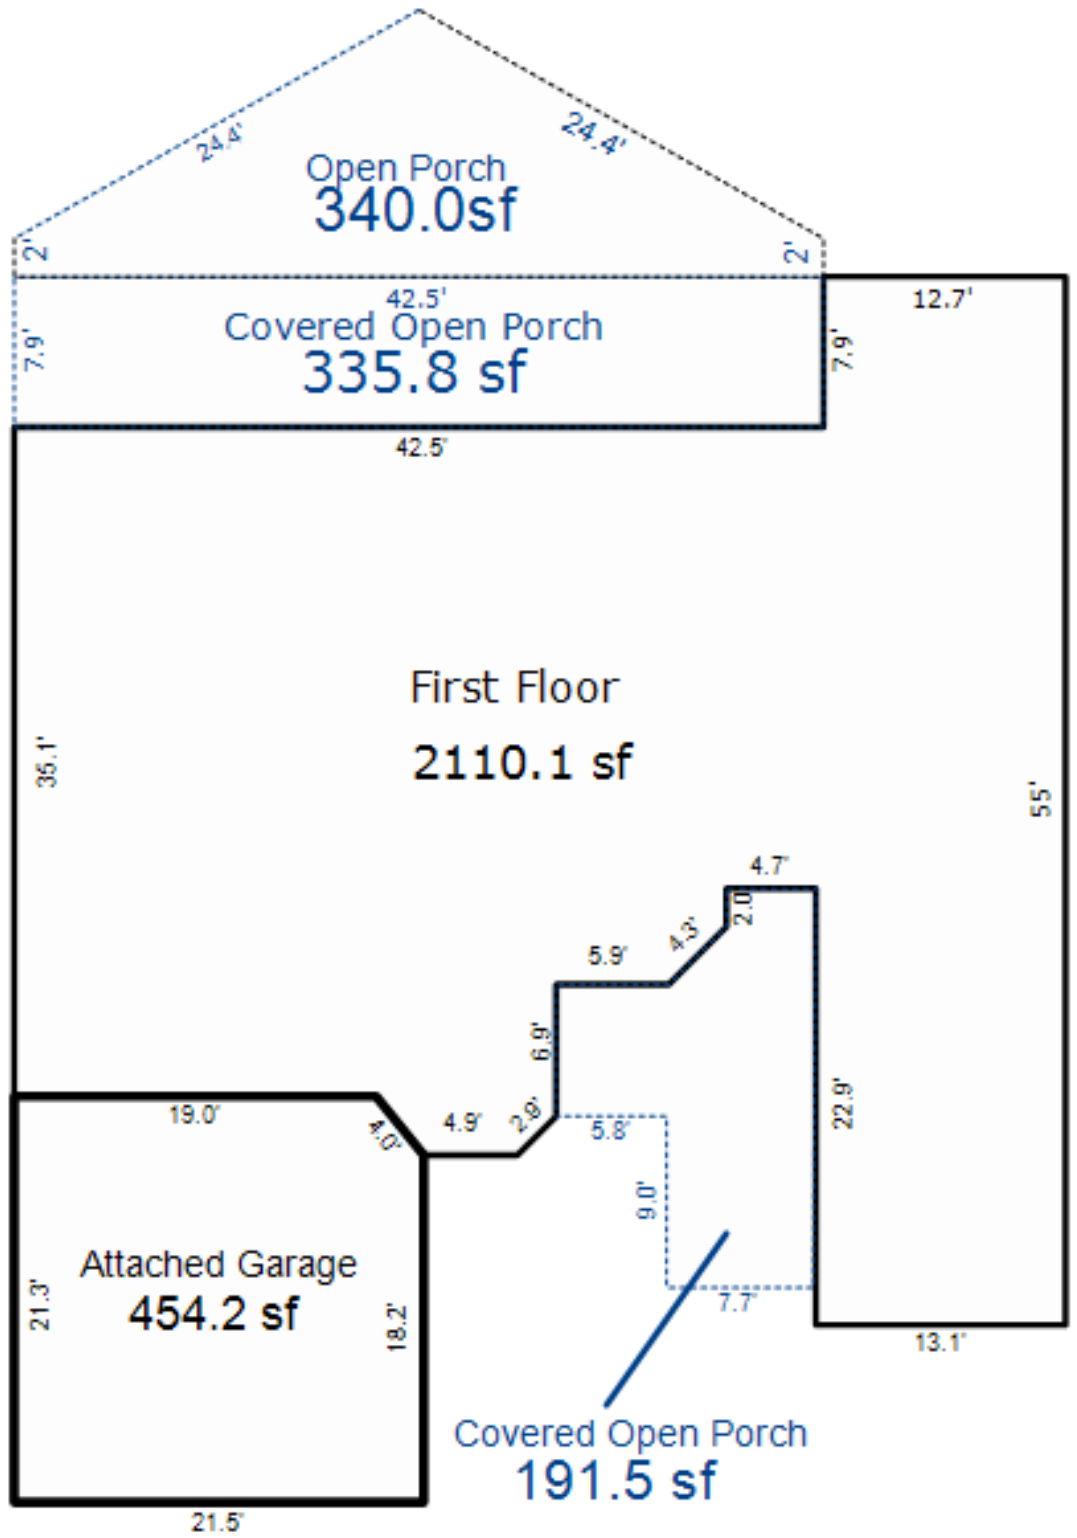 24.4'
24.4'
Open Porch
340.0sf
2'
2'
42.5'
12.7'
Covered Open Porch
335.8 sf
7.9'
7.9'
42.5'
First Floor
2110.1 sf
35.1'
55'
4.7'
2.0
4.3'
5.9'
6.9'
19.0'
4.0'
4.9'
2.9'
5.8'
22.9'
9.0'
Attached Garage
454.2 sf
21.3'
18.2'
7.7'
13.1'
Covered Open Porch
191.5 sf
21.5'